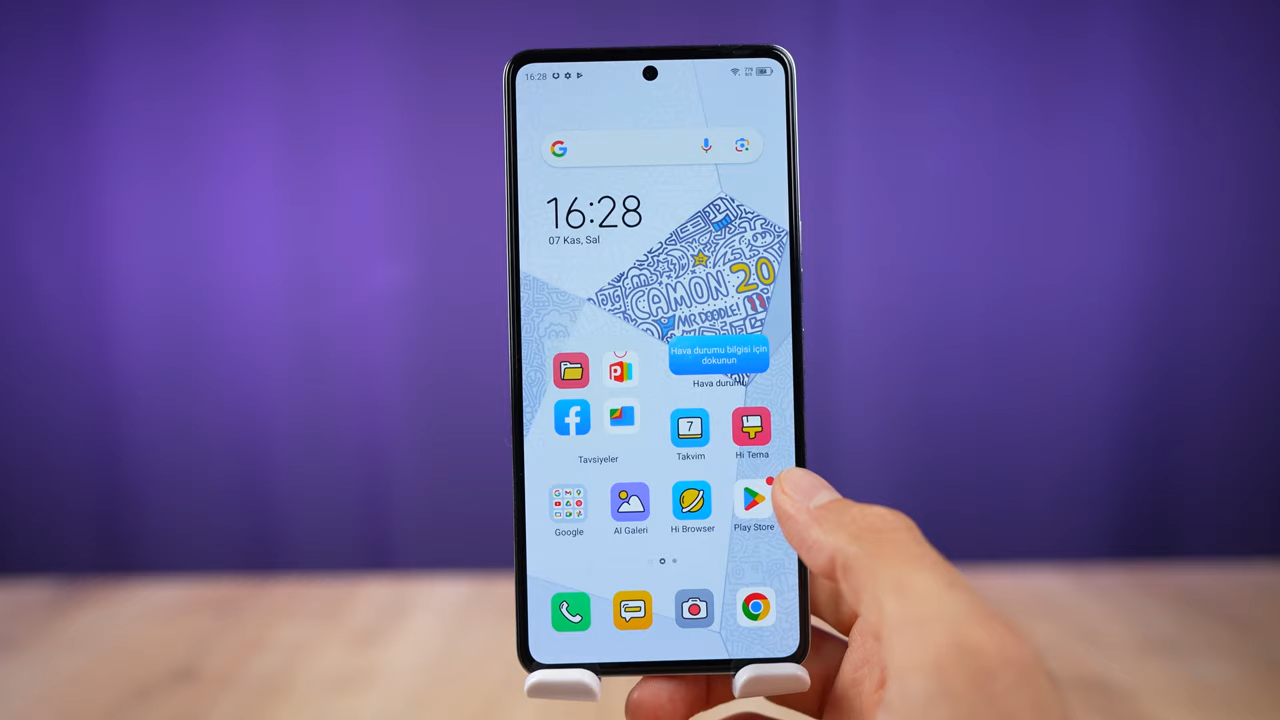 16:28
16:28
07 Kas, Sal
CAMON 20
MR DOODLE!
Hava durumu bilgisi için
dokunun
Hava durumu
7
Tavsiyeler
Takvim
Hi Tema
Google
AI Galeri
Hi Browser
Play Store